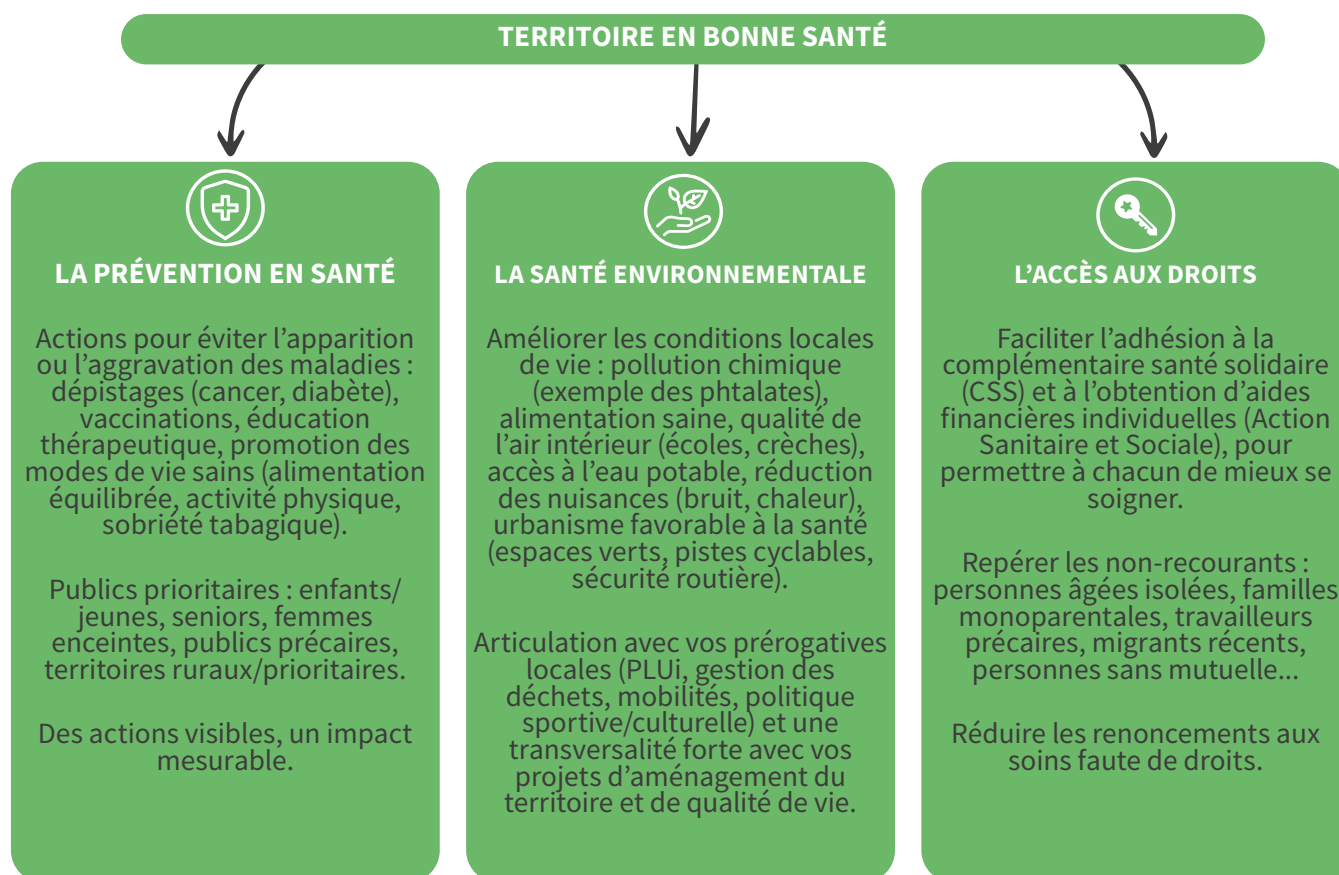 TERRITOIRE EN BONNE SANTÉ
LA PRÉVENTION EN SANTÉ
Actions pour éviter l’apparition
ou l’aggravation des maladies :
dépistages (cancer, diabète),
vaccinations, éducation
thérapeutique, promotion des
modes de vie sains (alimentation
équilibrée, activité physique,
sobriété tabagique).
Publics prioritaires : enfants/
jeunes, seniors, femmes
enceintes, publics précaires,
territoires ruraux/prioritaires.
Des actions visibles, un impact
mesurable.
LA SANTÉ ENVIRONNEMENTALE
Améliorer les conditions locales
de vie : pollution chimique
(exemple des phtalates),
alimentation saine, qualité de
l’air intérieur (écoles, crèches),
accès à l’eau potable, réduction
des nuisances (bruit, chaleur),
urbanisme favorable à la santé
(espaces verts, pistes cyclables,
sécurité routière).
Articulation avec vos prérogatives
locales (PLUi, gestion des
déchets, mobilités, politique
sportive/culturelle) et une
transversalité forte avec vos
projets d’aménagement du
territoire et de qualité de vie.
L’ACCÈS AUX DROITS
Faciliter l’adhésion à la
complémentaire santé solidaire
(CSS) et à l’obtention d’aides
financières individuelles (Action
Sanitaire et Sociale), pour
permettre à chacun de mieux se
soigner.
Repérer les non-recourants :
personnes âgées isolées, familles
monoparentales, travailleurs
précaires, migrants récents,
personnes sans mutuelle...
Réduire les renoncements aux
soins faute de droits.